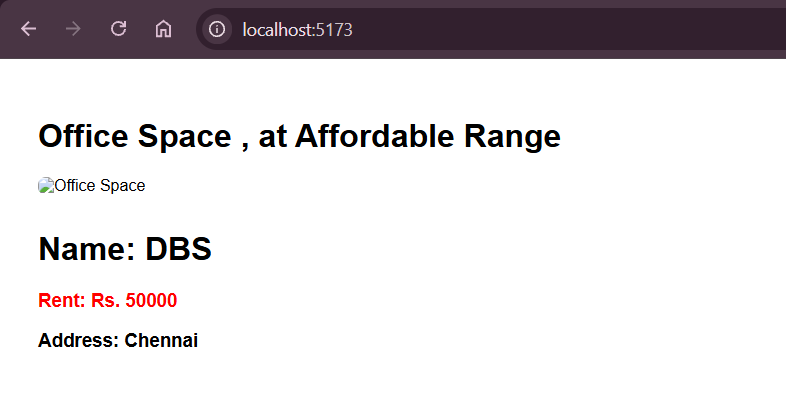 localhost:5173
Office Space , at Affordable Range
Office Space
Name: DBS
Rent: Rs. 50000
Address: Chennai